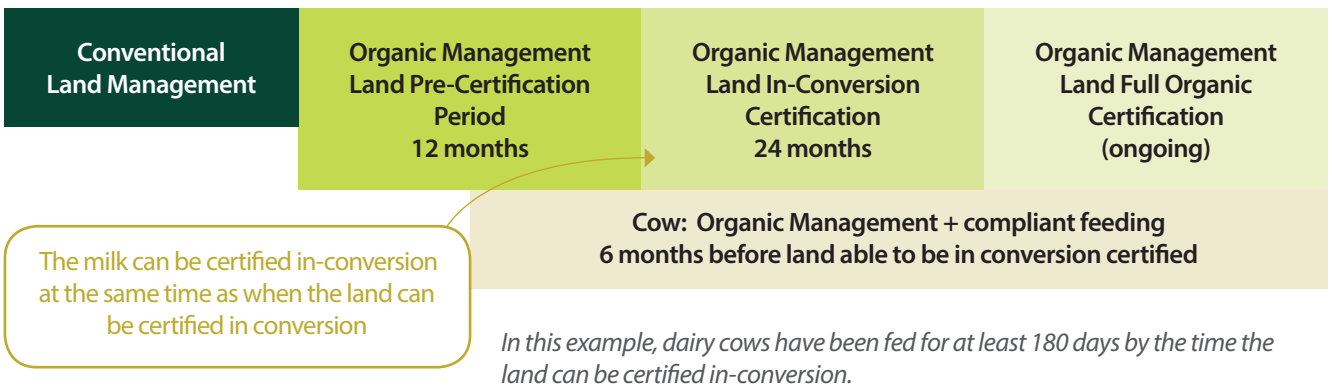 Conventional
Land Management
Organic Management
Land Pre-Certification
Period
12 months
Organic Management
Land In-Conversion
Certification
24 months
Organic Management
Land Full Organic
Certification
(ongoing)
Cow: Organic Management + compliant feeding
6 months before land able to be in conversion certified
The milk can be certified in-conversion
at the same time as when the land can
be certified in conversion
In this example, dairy cows have been fed for at least 180 days by the time the
land can be certified in-conversion.